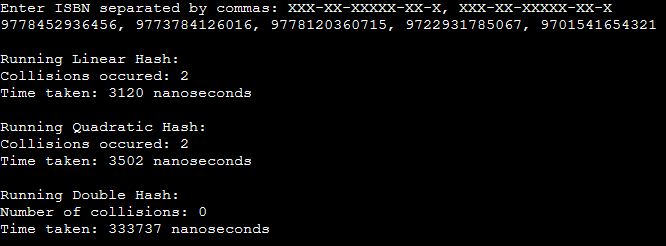 Enter ISBN separated by commas: XXX-XX-XXXXX-XX-X, XXX-XX-XXXXX-XX-X
9778452936456, 9773784126016, 9778120360715, 9722931785067, 9701541654321
Running Linear Hash:
Collisions occured: 2
Time taken: 3120 nanoseconds
Running Quadratic Hash:
Collisions occured: 2
Time taken: 3502 nanoseconds
Running Double Hash:
Number of collisions: 0
Time taken: 333737 nanoseconds